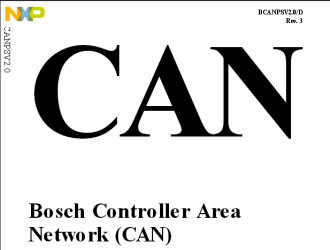 NXP
BCANPSV2.0/D
Rev. 3
CANPSV2.0
CAN
Bosch Controller Area
Network (CAN)